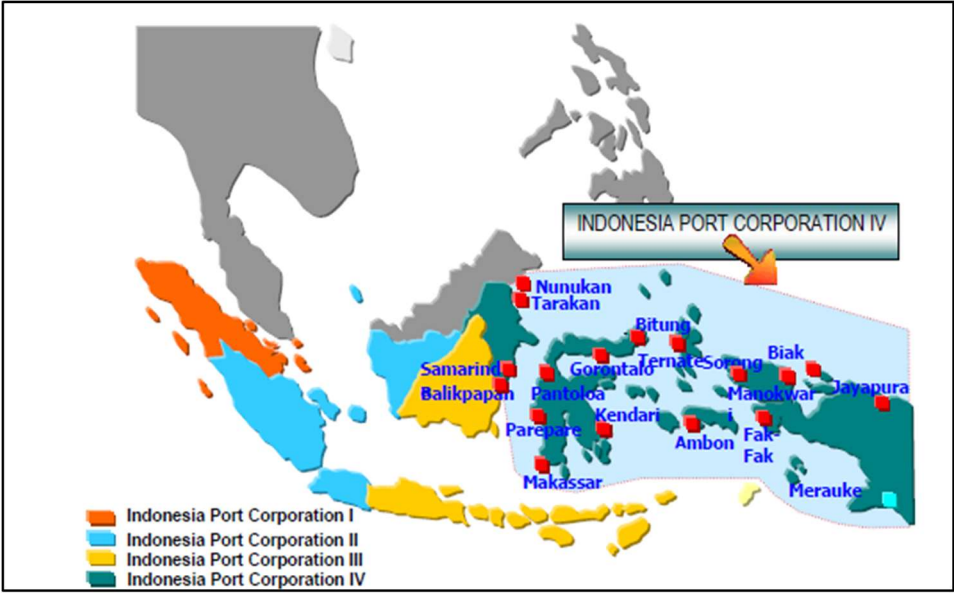 INDONESIA PORT CORPORATION IV
Nunukan
Tarakan
Bitung
Ternate
Sorong
Biak
Samarind
a
Gorontalo
Balikpapan
Pantoloa
n
Manokwar
i
Jayapura
Parepare
Kendari
Ambon
Fak-
Fak
Makassar
Merauke
Indonesia Port Corporation I
Indonesia Port Corporation II
Indonesia Port Corporation III
Indonesia Port Corporation IV